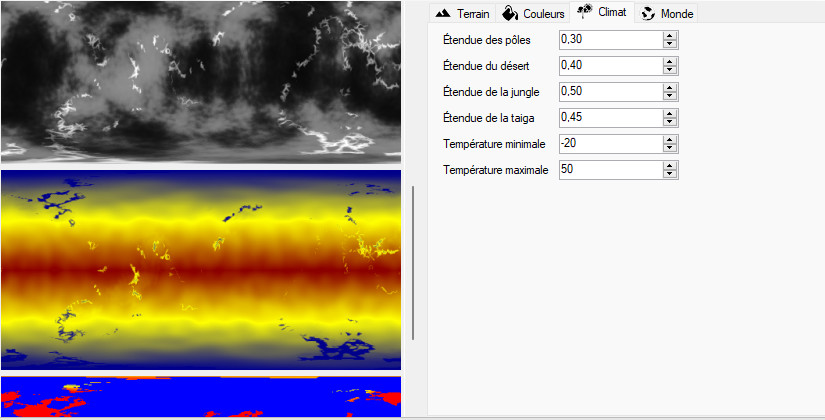 Terrain Couleurs Climat Monde
Étendue des pôles 0,30
Étendue du désert 0,40
Étendue de la jungle 0,50
Étendue de la taiga 0,45
Température minimale -20
Température maximale 50